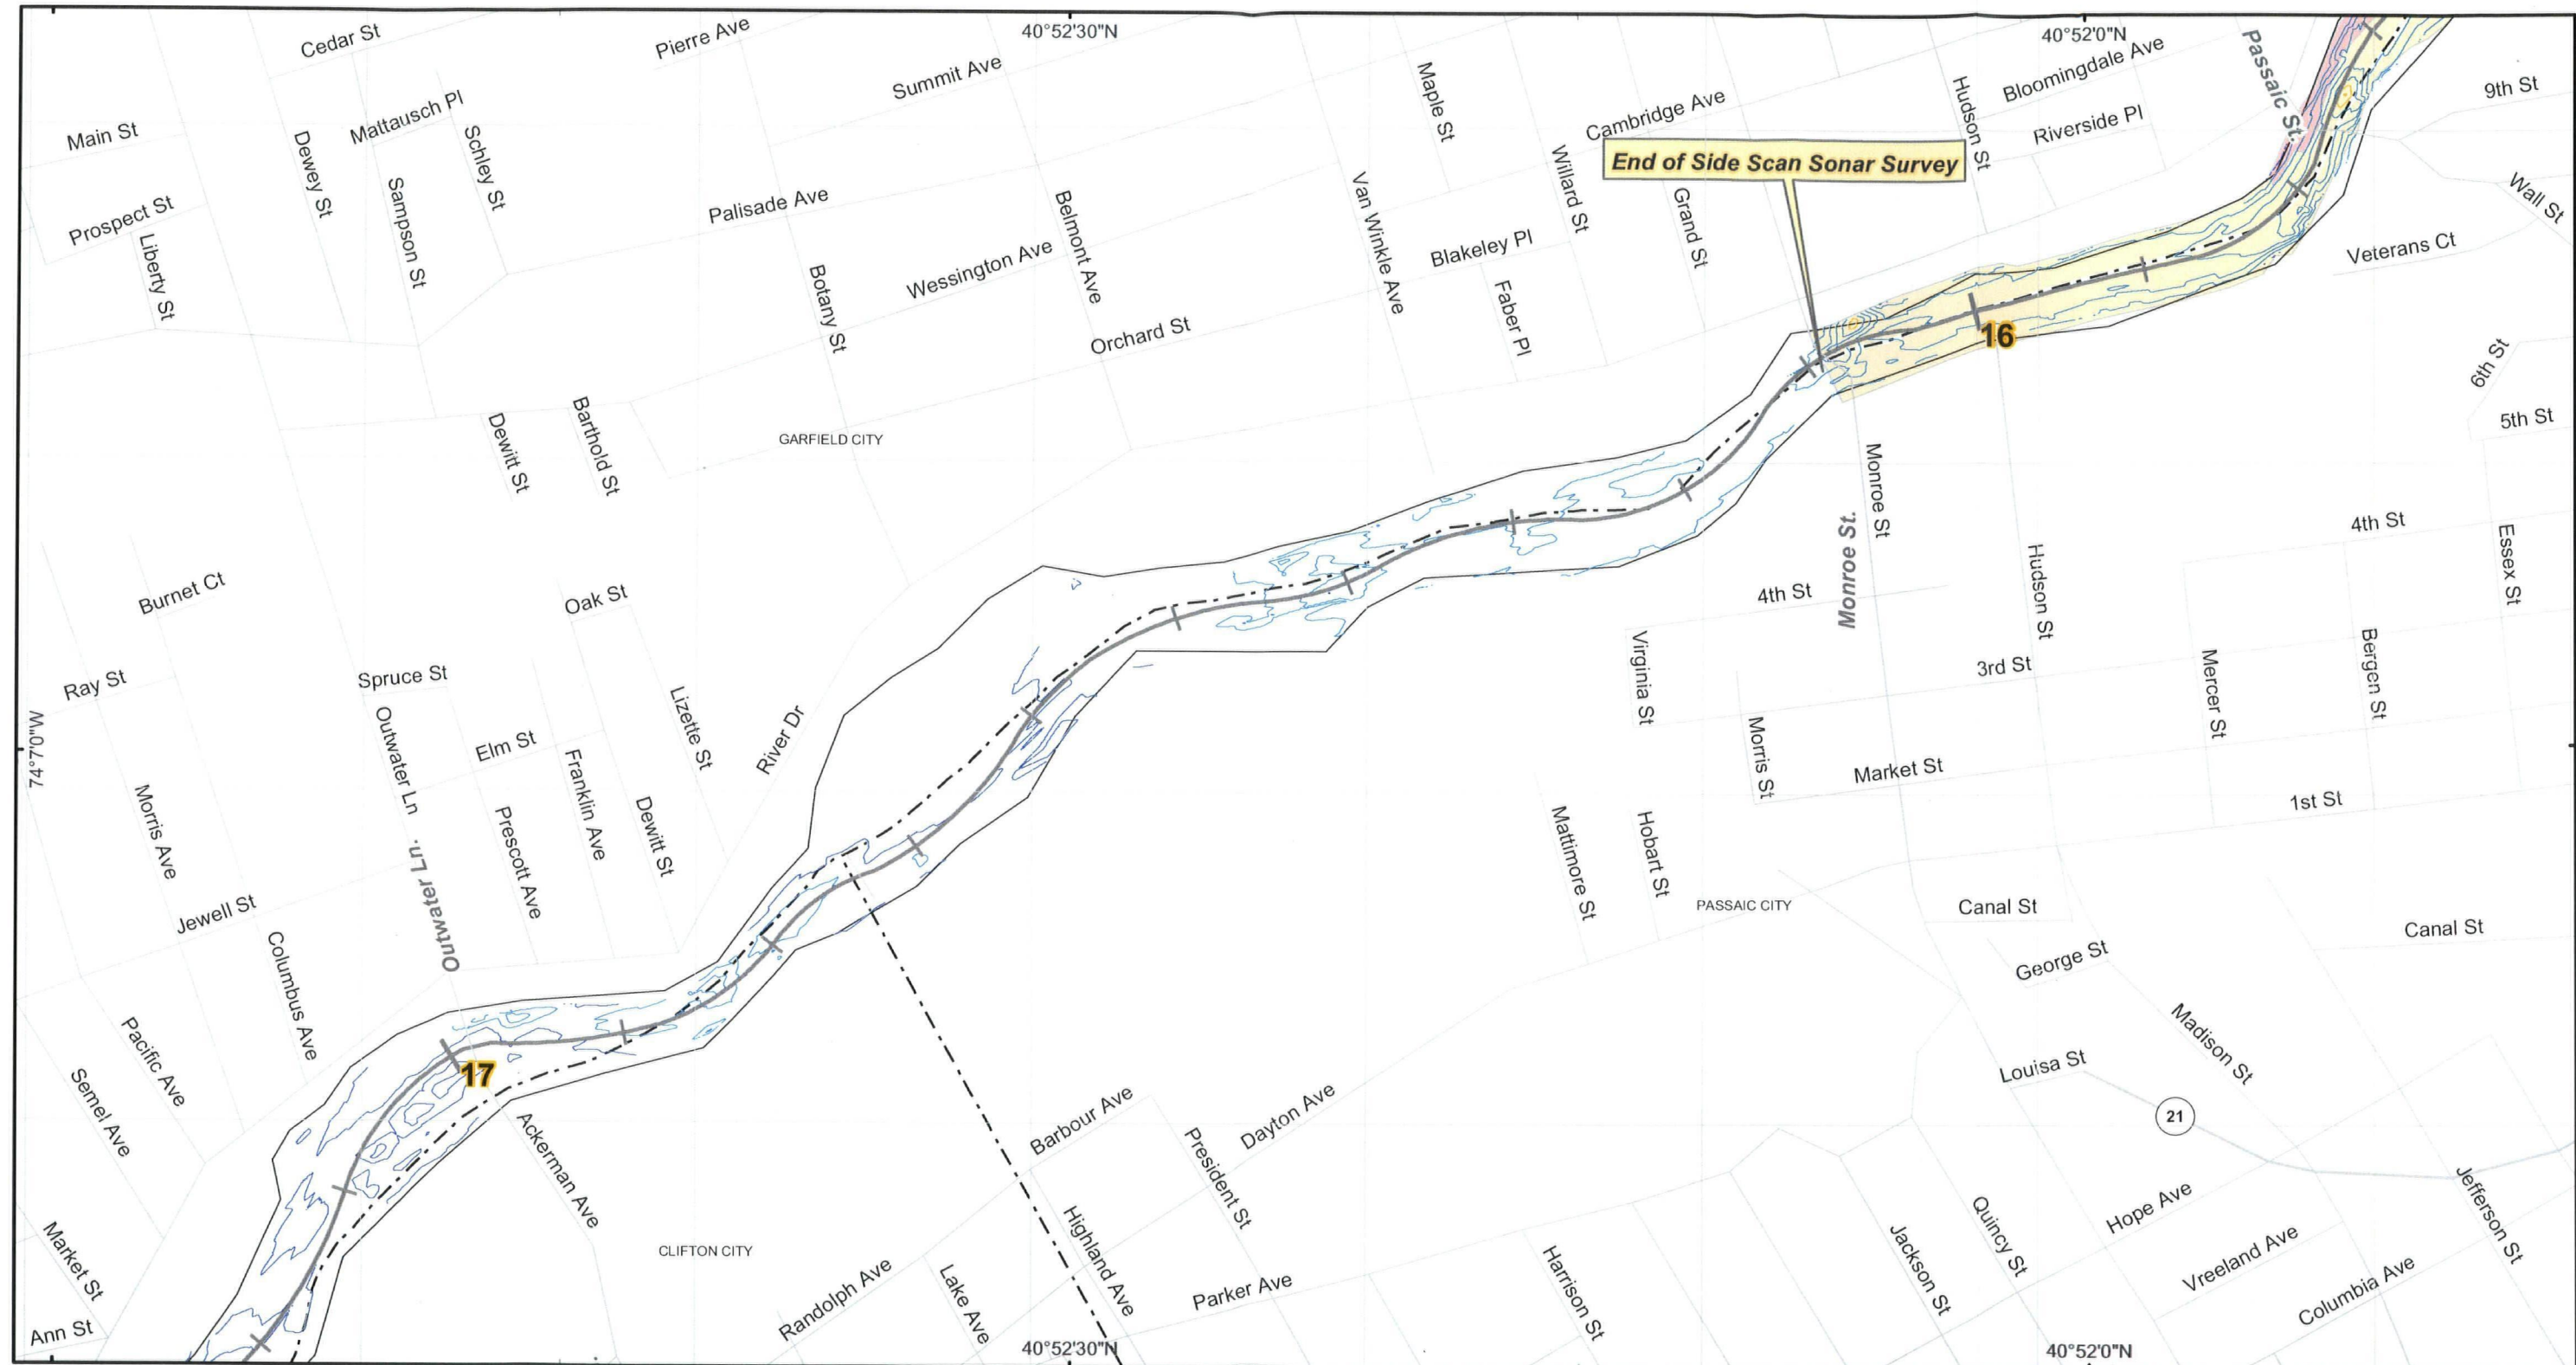 Cedar St
Pierre Ave
40°52'30"N
40°52'0"N
Summit Ave
Maple St
Cambridge Ave
Hudson St
Bloomingdale Ave
Passaic St.
9th St
Main St
Dewey St
Mattausch Pl
Schley St
Riverside Pl
End of Side Scan Sonar Survey
Willard St
Prospect St
Liberty St
Sampson St
Palisade Ave
Belmont Ave
Van Winkle Ave
Grand St
Wall St
Botany St
Wessington Ave
Blakeley Pl
Veterans Ct
Faber Pl
Orchard St
16
6th St
5th St
Dewitt St
Barthold St
GARFIELD CITY
Monroe St
Monroe St.
Hudson St
4th St
Essex St
Burnet Ct
Oak St
4th St
Virginia St
3rd St
Mercer St
Bergen St
Ray St
Spruce St
Lizette St
River Dr
74°7'0"W
Outwater Ln
Elm St
Franklin Ave
Morris St
Market St
1st St
Morris Ave
Prescott Ave
Dewitt St
Mattimore St
Hobart St
Outwater Ln.
Jewell St
PASSAIC CITY
Canal St
Canal St
Columbus Ave
George St
Pacific Ave
Madison St
17
Semel Ave
Louisa St
21
Ackerman Ave
Barbour Ave
Dayton Ave
President St
Jefferson St
Market St
CLIFTON CITY
Highland Ave
Quincy St
Hope Ave
Jackson St
Harrison St
Vreeland Ave
Columbia Ave
Randolph Ave
Lake Ave
Parker Ave
Ann St
40°52'30"N
40°52'0"N